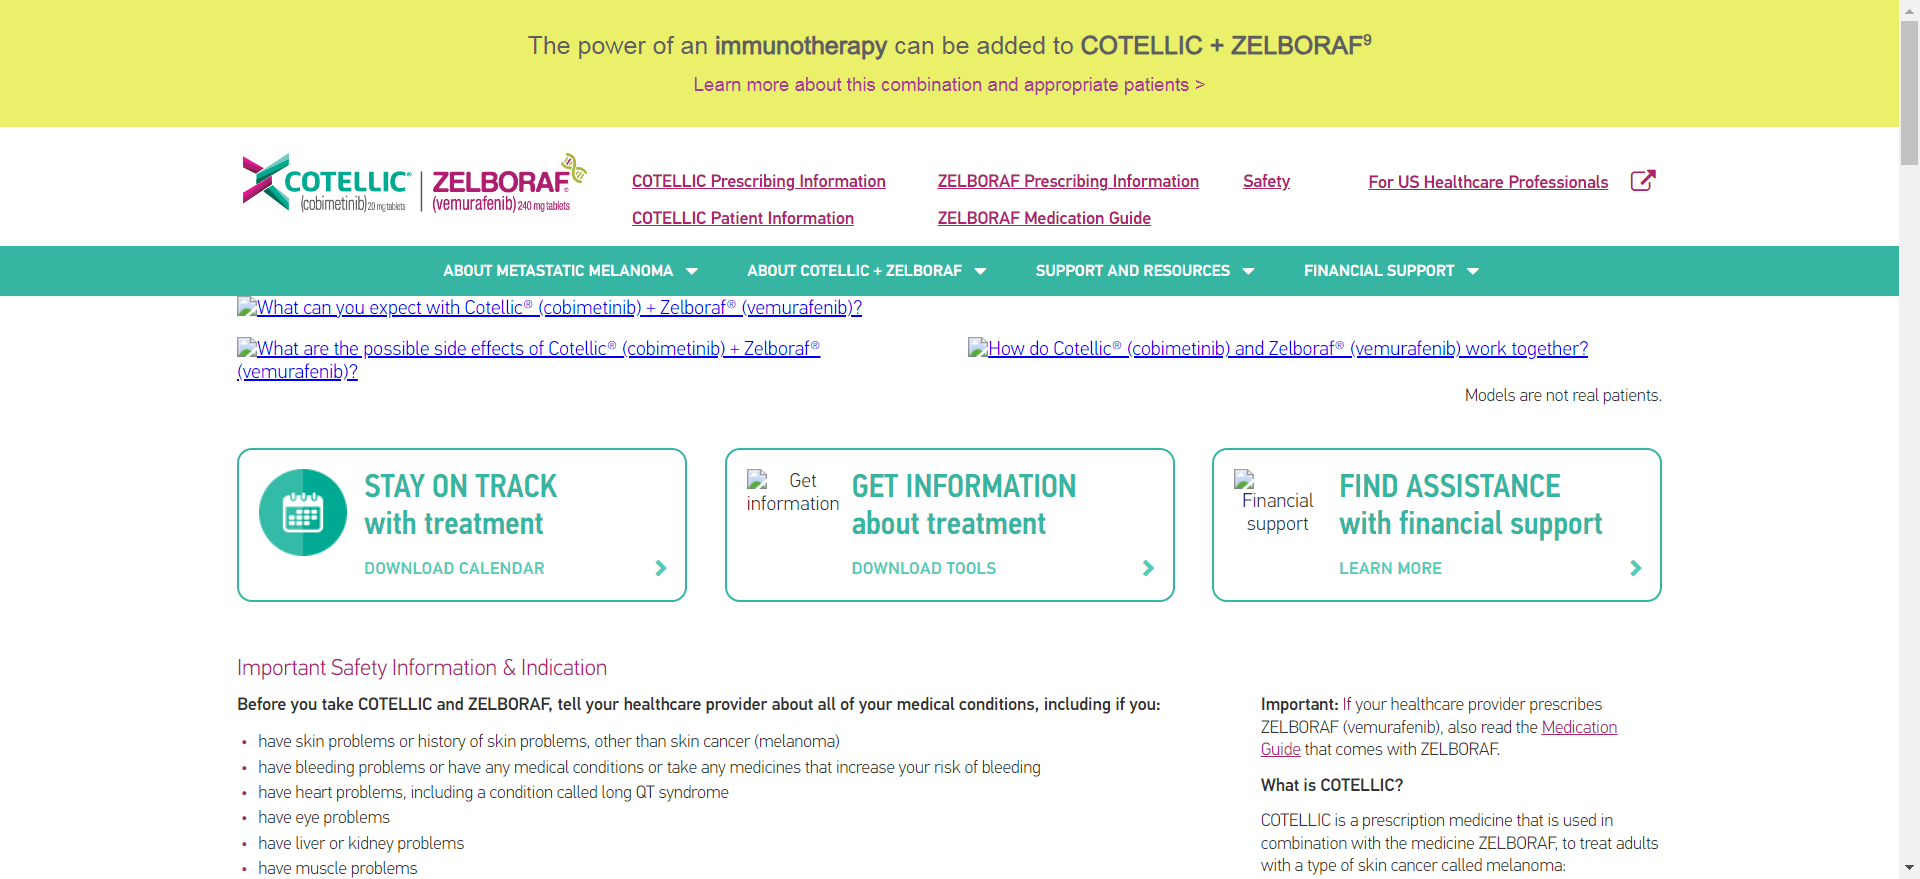 The power of an immunotherapy can be added to COTELLIC + ZELBORAF⁹
Learn more about this combination and appropriate patients >
COTELLIC® (cobimetinib) 20 mg tablets
ZELBORAF® (vemurafenib) 240 mg tablets
COTELLIC Prescribing Information
ZELBORAF Prescribing Information
Safety
For US Healthcare Professionals
COTELLIC Patient Information
ZELBORAF Medication Guide
ABOUT METASTATIC MELANOMA
ABOUT COTELLIC + ZELBORAF
SUPPORT AND RESOURCES
FINANCIAL SUPPORT
What can you expect with Cotellic® (cobimetinib) + Zelboraf® (vemurafenib)?
What are the possible side effects of Cotellic® (cobimetinib) + Zelboraf®
(vemurafenib)?
How do Cotellic® (cobimetinib) and Zelboraf® (vemurafenib) work together?
Models are not real patients.
STAY ON TRACK
with treatment
DOWNLOAD CALENDAR
Get
information
GET INFORMATION
about treatment
DOWNLOAD TOOLS
Financial
support
FIND ASSISTANCE
with financial support
LEARN MORE
Important Safety Information & Indication
Before you take COTELLIC and ZELBORAF, tell your healthcare provider about all of your medical conditions, including if you:
• have skin problems or history of skin problems, other than skin cancer (melanoma)
• have bleeding problems or have any medical conditions or take any medicines that increase your risk of bleeding
• have heart problems, including a condition called long QT syndrome
• have eye problems
• have liver or kidney problems
• have muscle problems
Important: If your healthcare provider prescribes
ZELBORAF (vemurafenib), also read the Medication
Guide that comes with ZELBORAF.
What is COTELLIC?
COTELLIC is a prescription medicine that is used in
combination with the medicine ZELBORAF, to treat adults
with a type of skin cancer called melanoma: